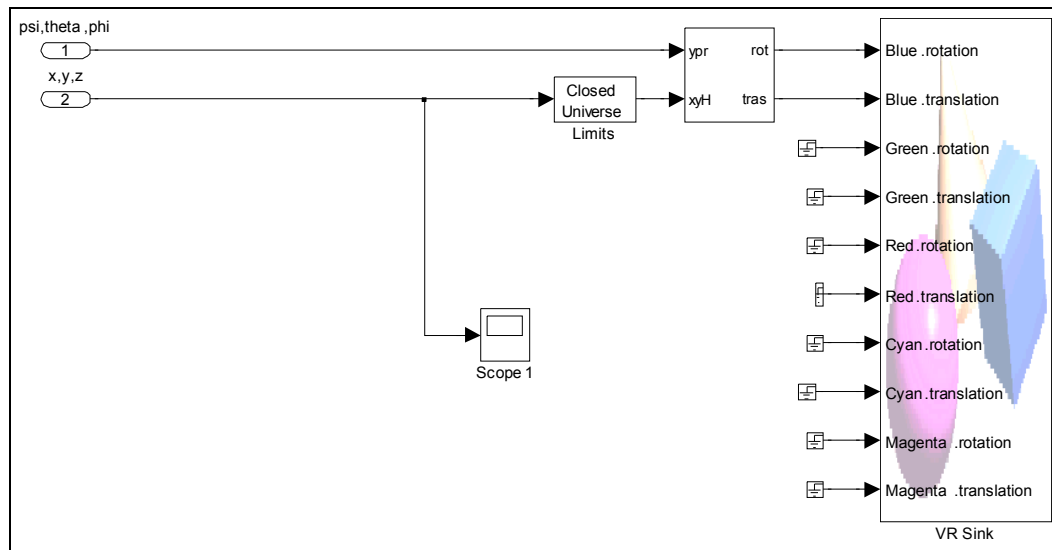 psi,theta ,phi
1
ypr
rot
Blue .rotation
x,y,z
2
Closed
Universe
Limits
xyH
tras
Blue .translation
Green .rotation
Green .translation
Red.rotation
Red.translation
Scope 1
Cyan.rotation
Cyan.translation
Magenta .rotation
Magenta .translation
VR Sink